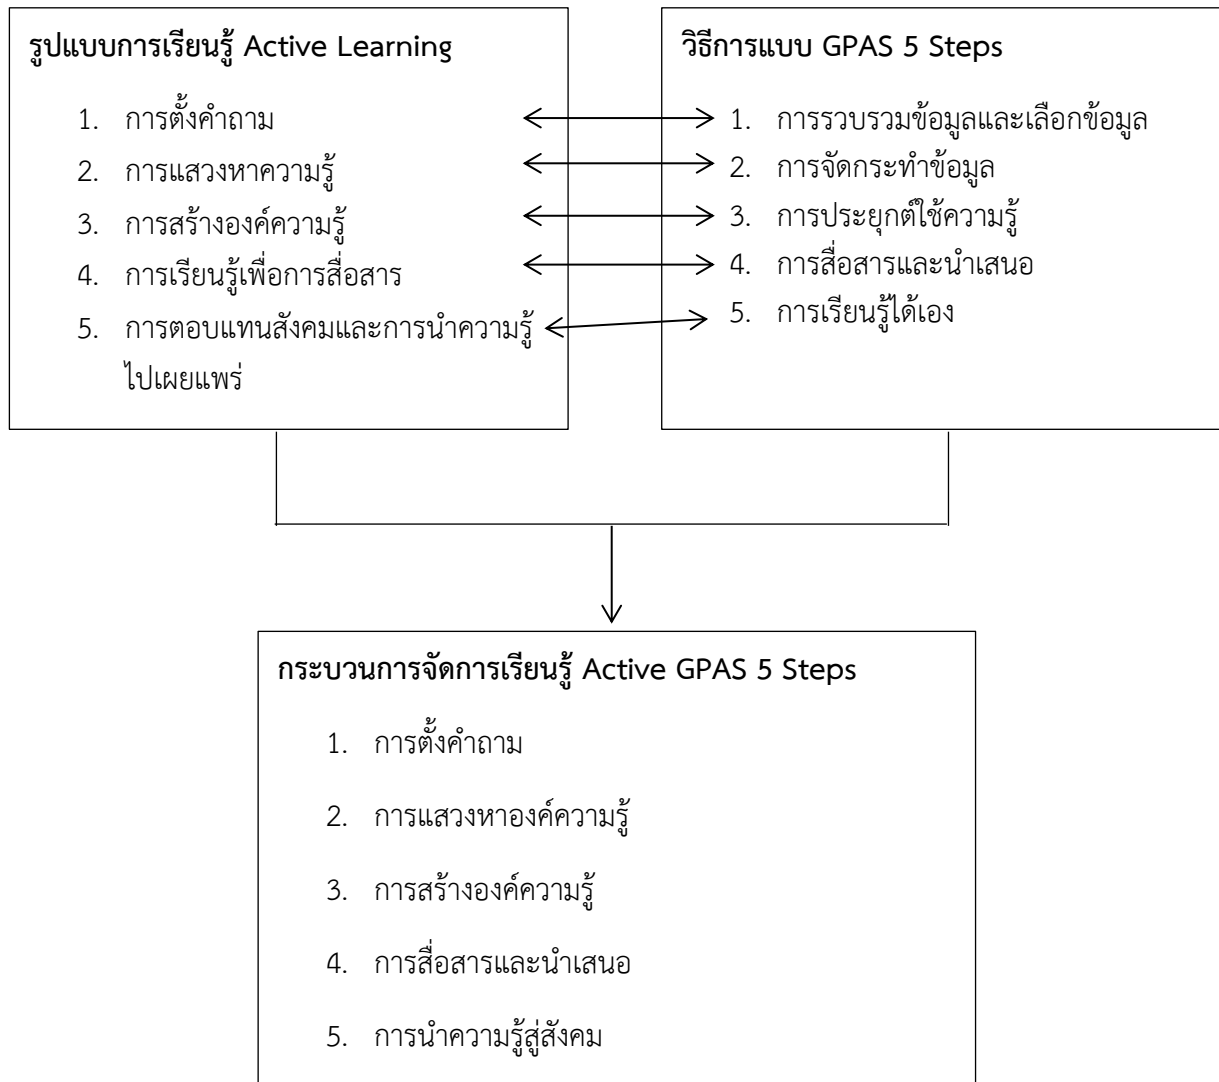 รูปแบบการเรียนรู้ Active Learning
1. การตั้งคำถาม
2. การแสวงหาความรู้
3. การสร้างองค์ความรู้
4. การเรียนรู้เพื่อการสื่อสาร
5. การตอบแทนสังคมและการนำความรู้
ไปเผยแพร่
วิธีการแบบ GPAS 5 Steps
1. การรวบรวมข้อมูลและเลือกข้อมูล
2. การจัดกระทำข้อมูล
3. การประยุกต์ใช้ความรู้
4. การสื่อสารและนำเสนอ
5. การเรียนรู้ได้เอง
กระบวนการจัดการเรียนรู้ Active GPAS 5 Steps
1. การตั้งคำถาม
2. การแสวงหาองค์ความรู้
3. การสร้างองค์ความรู้
4. การสื่อสารและนำเสนอ
5. การนำความรู้สู่สังคม